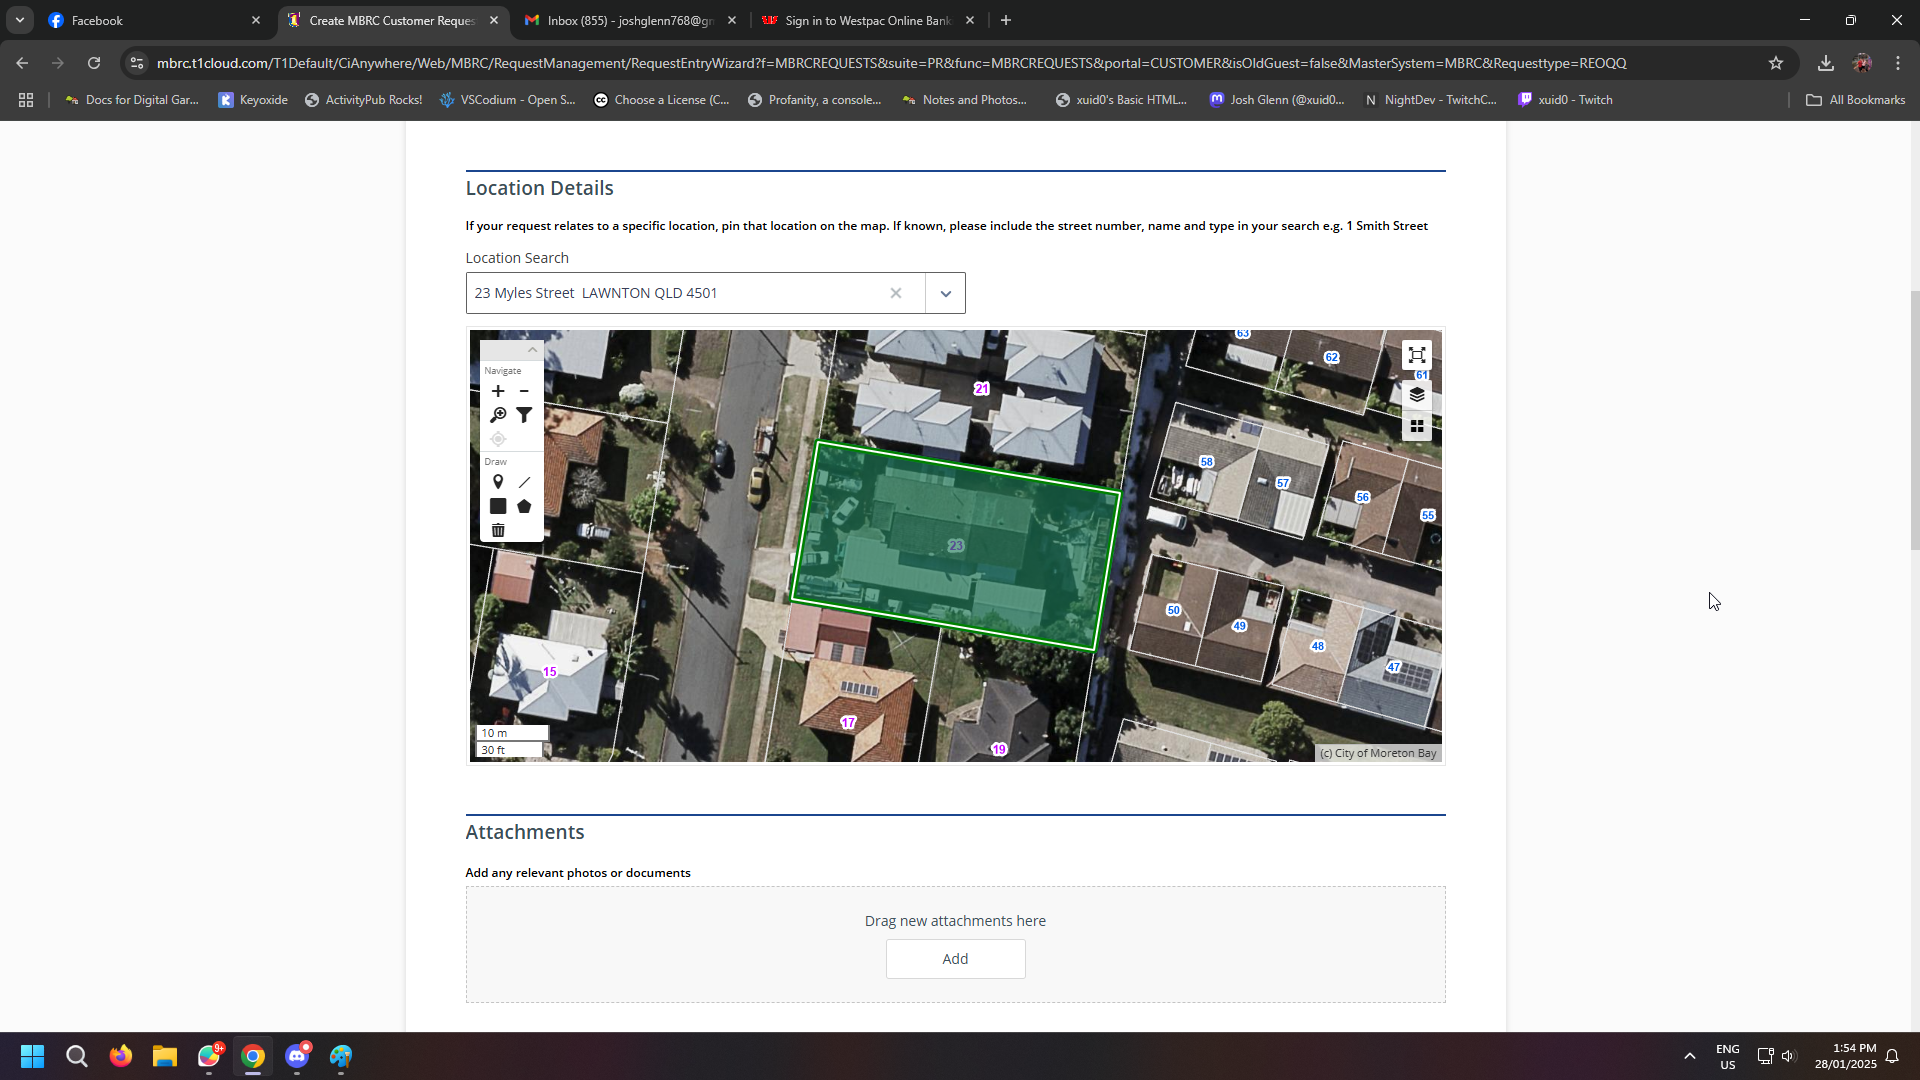 Facebook
Create MBRC Customer Reques
Inbox (855) - joshglenn768@gn
Sign in to Westpac Online Bank
mbrc.t1cloud.com/T1Default/CiAnywhere/Web/MBRC/RequestManagement/RequestEntryWizard?f=MBRCREQUESTS&suite=PR&func=MBRCREQUESTS&portal=CUSTOMER&isOldGuest=false&MasterSystem=MBRC&Requesttype=REOQQ
Docs for Digital Gar...
Keyoxide
ActivityPub Rocks!
VSCodium - Open S...
Choose a License (C...
Profanity, a console...
Notes and Photos...
xuid0's Basic HTML...
Josh Glenn (@xuid0...
NightDev - TwitchC...
xuid0 - Twitch
All Bookmarks
Location Details
If your request relates to a specific location, pin that location on the map. If known, please include the street number, name and type in your search e.g. 1 Smith Street
Location Search
23 Myles Street  LAWNTON QLD 4501
Navigate
Draw
63
62
61
21
58
57
56
55
23
50
49
48
47
15
17
19
10 m
30 ft
(c) City of Moreton Bay
Attachments
Add any relevant photos or documents
Drag new attachments here
Add
9+
ENG
US
1:54 PM
28/01/2025